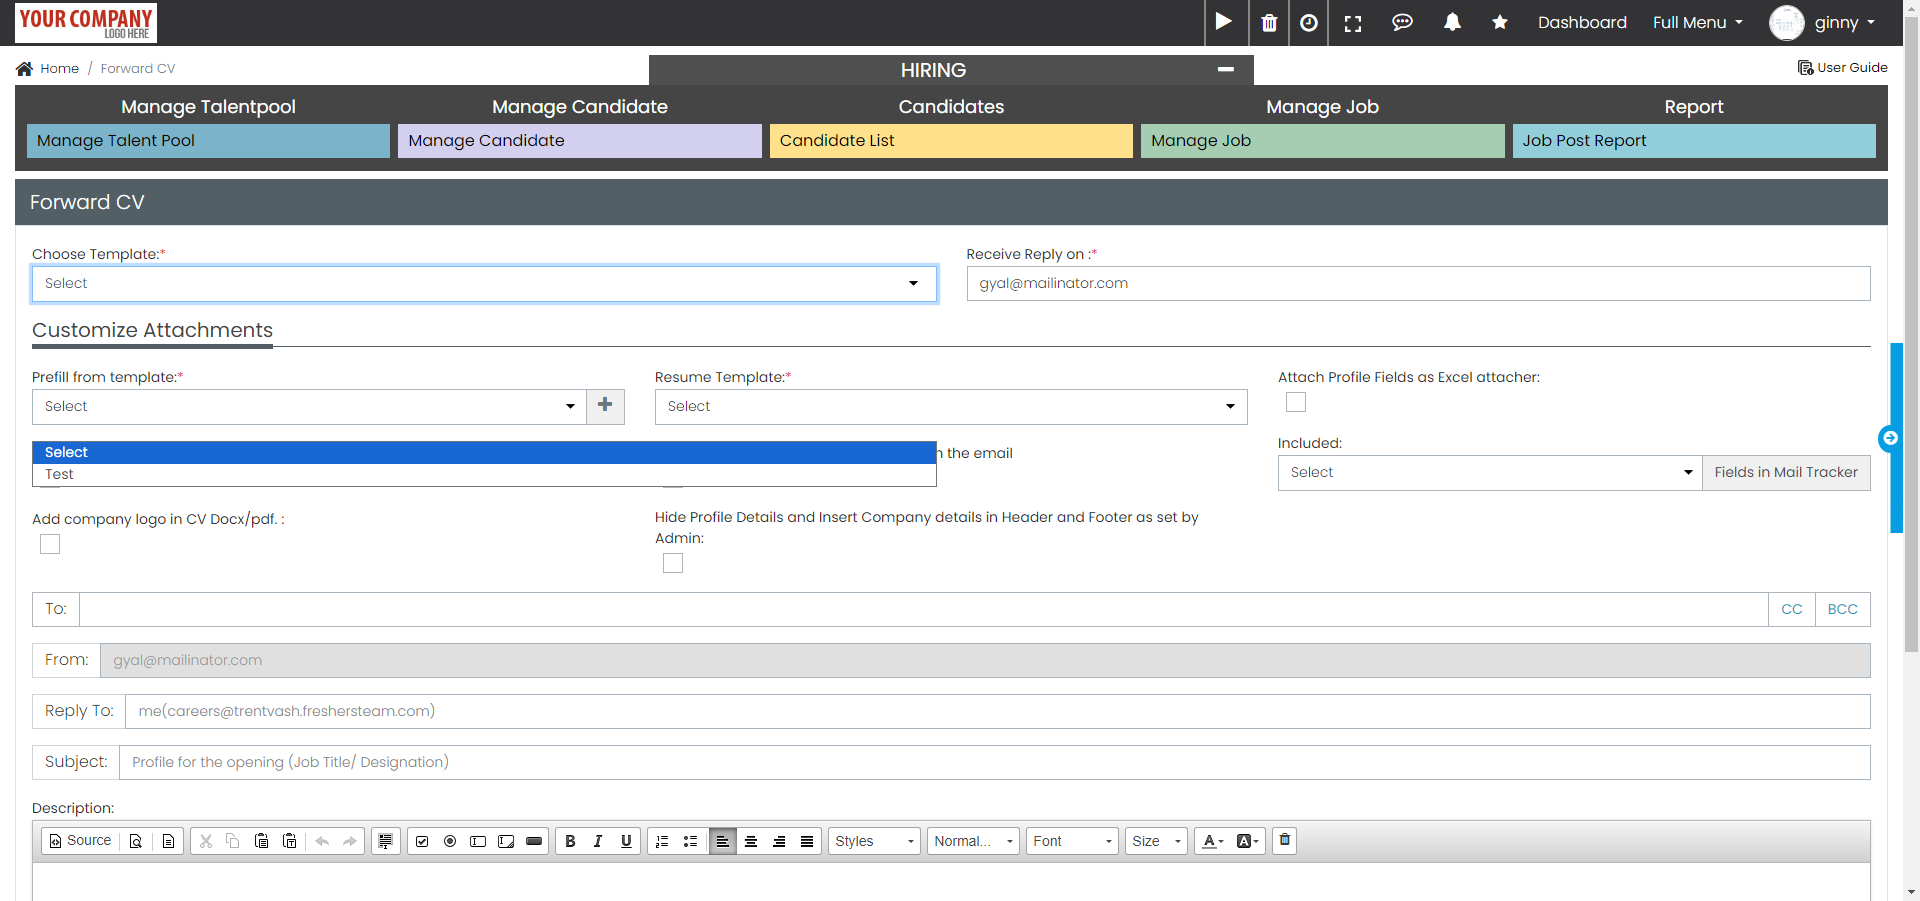 YOUR COMPANY
LOGO HERE
Dashboard
Full Menu
ginny
Home / Forward CV
HIRING
User Guide
Manage Talentpool
Manage Candidate
Candidates
Manage Job
Report
Manage Talent Pool
Manage Candidate
Candidate List
Manage Job
Job Post Report
Forward CV
Choose Template:*
Receive Reply on :*
Select
gyal@mailinator.com
Customize Attachments
Prefill from template:*
Resume Template:*
Attach Profile Fields as Excel attacher:
Select
Select
Select
Test
the email
Included:
Select
Fields in Mail Tracker
Add company logo in CV Docx/pdf. :
Hide Profile Details and Insert Company details in Header and Footer as set by
Admin:
To:
CC
BCC
From:
gyal@mailinator.com
Reply To:
me(careers@trentvash.freshersteam.com)
Subject:
Profile for the opening (Job Title/ Designation)
Description:
Source
B
I
U
Styles
Normal...
Font
Size
A
A